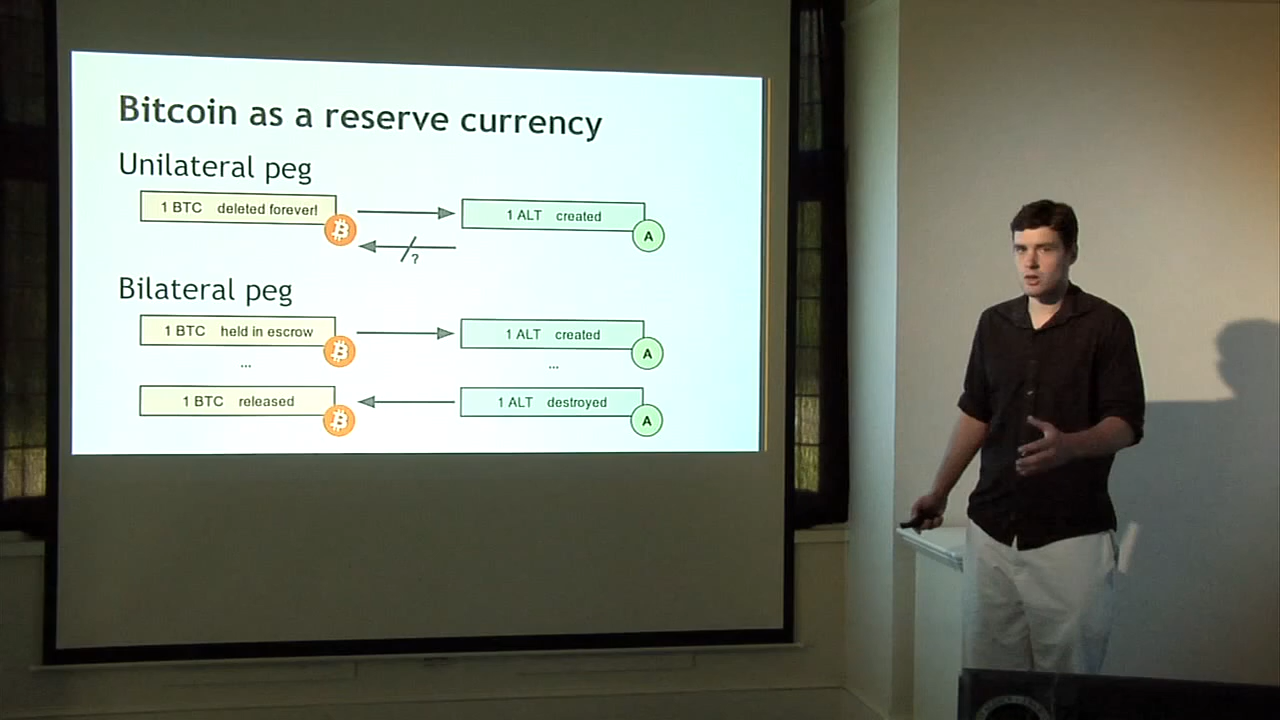 Bitcoin as a reserve currency
Unilateral peg
1 BTC deleted forever!
1 ALT created
A
?
Bilateral peg
1 BTC held in escrow
1 ALT created
A
...
...
1 BTC released
1 ALT destroyed
A